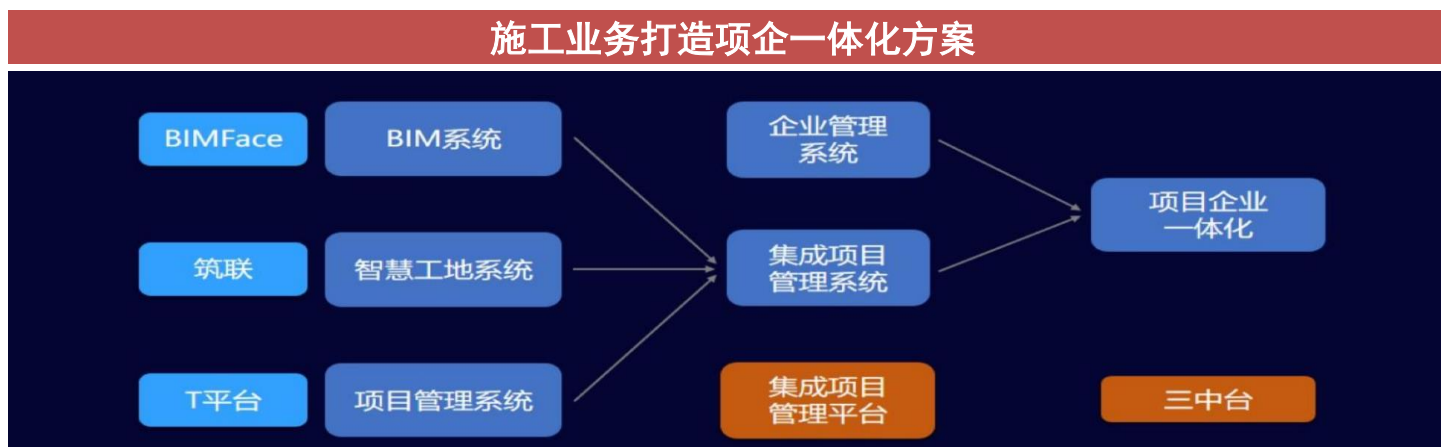 施工业务打造项企一体化方案
BIMFace
BIM系统
企业管理
系统
项目企业
一体化
筑联
智慧工地系统
集成项目
管理系统
T平台
项目管理系统
集成项目
管理平台
三中台